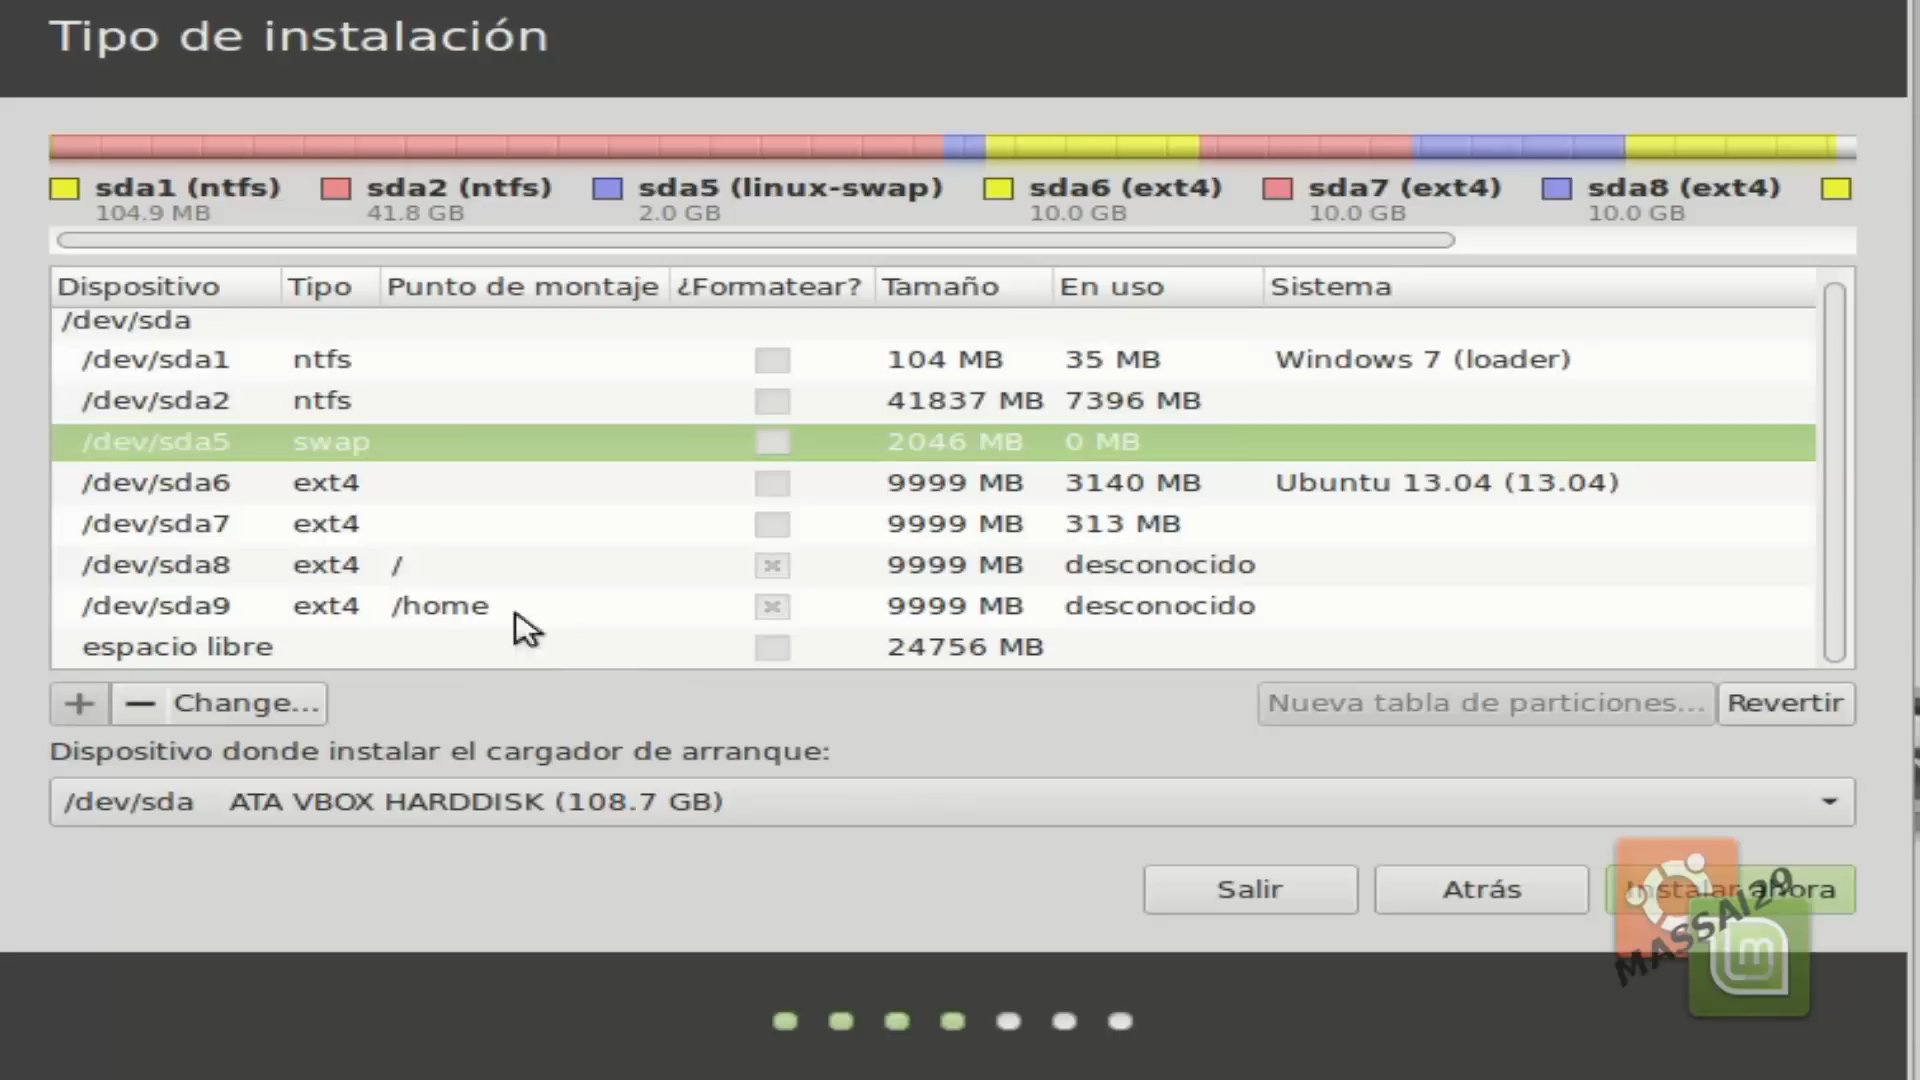 Tipo de instalación
sda1 (ntfs) sda2 (ntfs) sda5 (linux-swap) sda6 (ext4) sda7 (ext4) sda8 (ext4)
104.9 MB 41.8 GB 2.0 GB 10.0 GB 10.0 GB 10.0 GB
Dispositivo Tipo Punto de montaje ¿Formatear? Tamaño En uso Sistema
/dev/sda
/dev/sda1 ntfs 104 MB 35 MB Windows 7 (loader)
/dev/sda2 ntfs 41837 MB 7396 MB
/dev/sda5 swap 2046 MB 0 MB
/dev/sda6 ext4 9999 MB 3140 MB Ubuntu 13.04 (13.04)
/dev/sda7 ext4 9999 MB 313 MB
/dev/sda8 ext4 / 9999 MB desconocido
/dev/sda9 ext4 /home 9999 MB desconocido
espacio libre 24756 MB
+ — Change... Nueva tabla de particiones... Revertir
Dispositivo donde instalar el cargador de arranque:
/dev/sda ATA VBOX HARDDISK (108.7 GB)
Salir Atrás Instalar ahora
MASSAI29